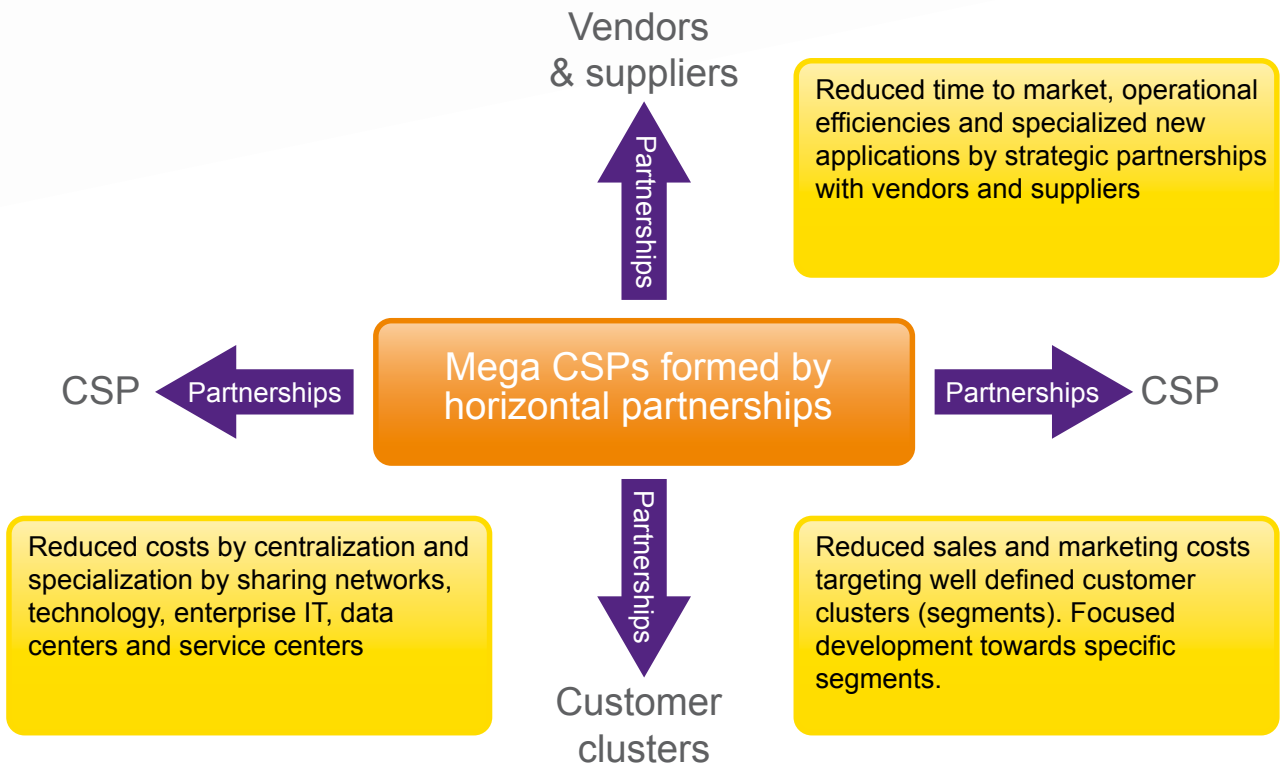 Vendors
& suppliers
Partnerships
Reduced time to market, operational
efficiencies and specialized new
applications by strategic partnerships
with vendors and suppliers
CSP
Partnerships
Mega CSPs formed by
horizontal partnerships
Partnerships
CSP
Reduced costs by centralization and
specialization by sharing networks,
technology, enterprise IT, data
centers and service centers
Partnerships
Reduced sales and marketing costs
targeting well defined customer
clusters (segments). Focused
development towards specific
segments.
Customer
clusters